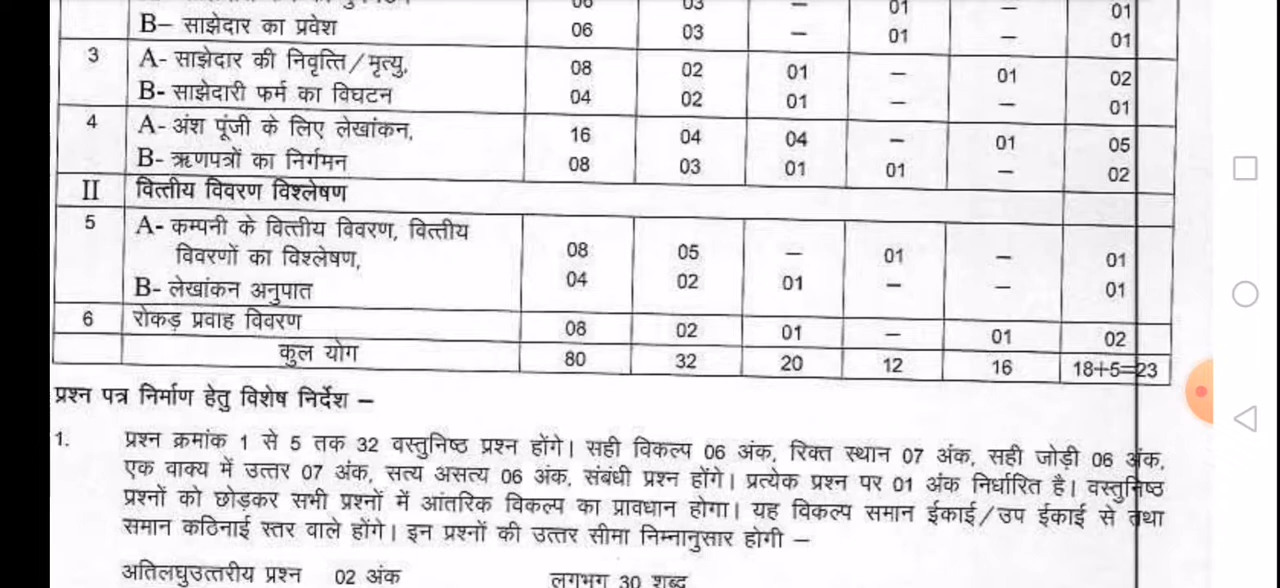 B– साझेदार का प्रवेश 06 03 – 01 – 01
3 A- साझेदार की निवृत्ति/मृत्यु, 08 02 01 – 01 02
B- साझेदारी फर्म का विघटन 04 02 01 – – 01
4 A- अंश पूंजी के लिए लेखांकन, 16 04 04 – 01 05
B- ऋणपत्रों का निर्गमन 08 03 01 01 – 02
II वित्तीय विवरण विश्लेषण
5 A- कम्पनी के वित्तीय विवरण, वित्तीय
विवरणों का विश्लेषण, 08 05 – 01 – 01
B- लेखांकन अनुपात 04 02 01 – – 01
6 रोकड़ प्रवाह विवरण 08 02 01 – 01 02
कुल योग 80 32 20 12 16 18+5=23
प्रश्न पत्र निर्माण हेतु विशेष निर्देश –
1. प्रश्न क्रमांक 1 से 5 तक 32 वस्तुनिष्ठ प्रश्न होंगे। सही विकल्प 06 अंक, रिक्त स्थान 07 अंक, सही जोड़ी 06 अंक,
एक वाक्य में उत्तर 07 अंक, सत्य असत्य 06 अंक, संबंधी प्रश्न होंगे। प्रत्येक प्रश्न पर 01 अंक निर्धारित है। वस्तुनिष्ठ
प्रश्नों को छोड़कर सभी प्रश्नों में आंतरिक विकल्प का प्रावधान होगा। यह विकल्प समान ईकाई/उप ईकाई से तथा
समान कठिनाई स्तर वाले होंगे। इन प्रश्नों की उत्तर सीमा निम्नानुसार होगी –
अतिलघुउत्तरीय प्रश्न 02 अंक लगभग 30 शब्द